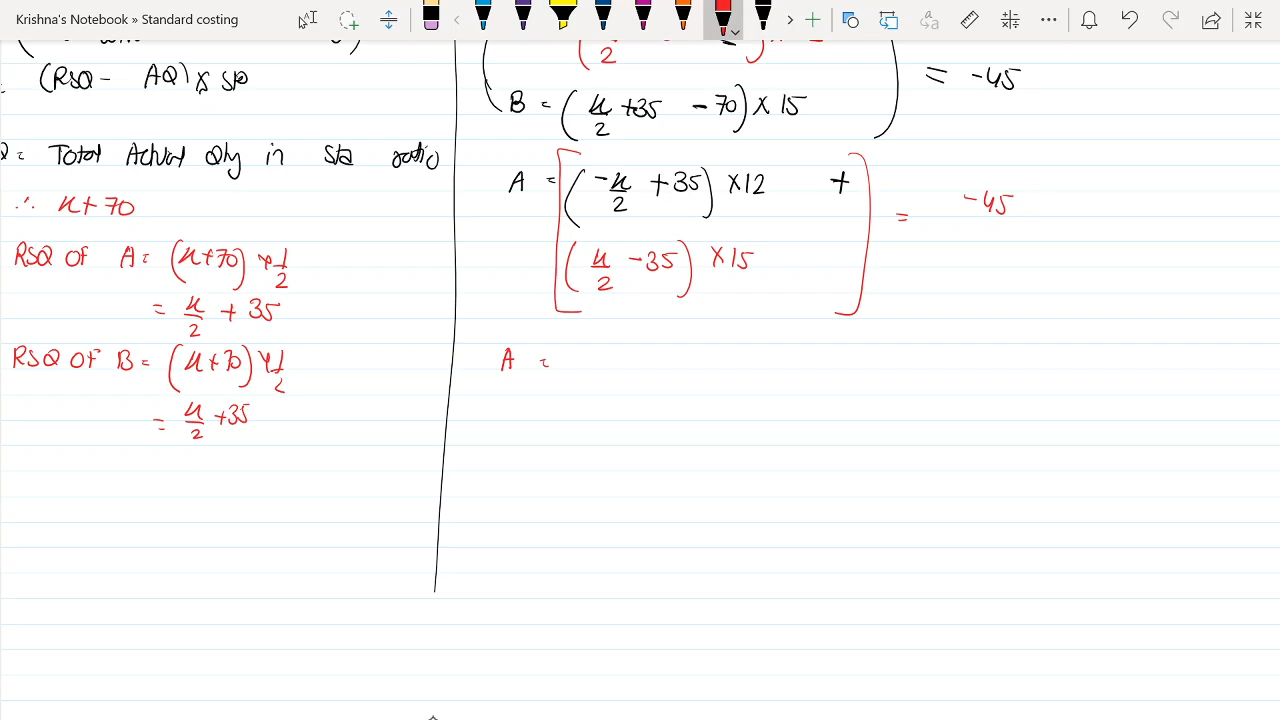 Krishna's Notebook » Standard costing
(RSQ - AQ) × SP
Total Actual Qty in std ratio
∴ x + 70
RSQ OF A = (x+70) × 1/2
= x/2 + 35
RSQ OF B = (x+70) × 1/2
= x/2 + 35
2
= -45
B = (x/2 + 35 - 70) × 15
A = [(-x/2 + 35) × 12 +
= -45
(x/2 - 35) × 15]
A =